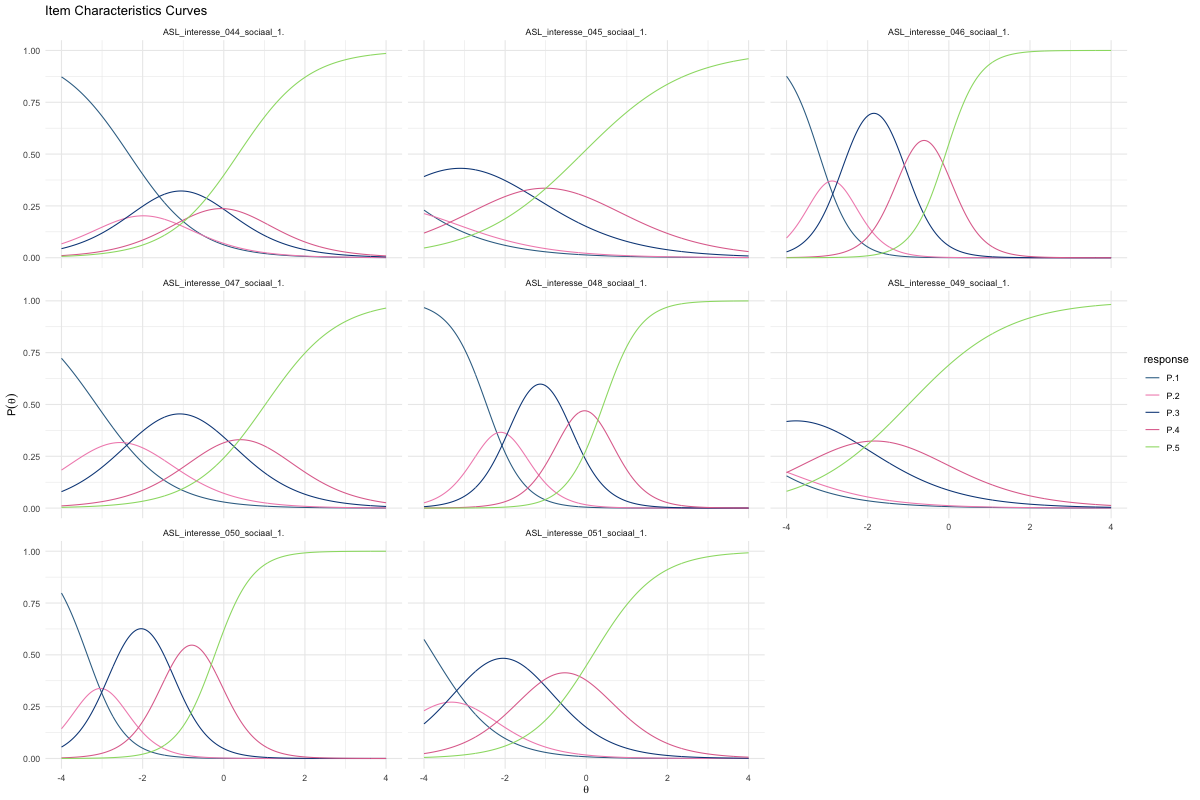 Item Characteristics Curves
ASL_interesse_044_sociaal_1.
ASL_interesse_045_sociaal_1.
ASL_interesse_046_sociaal_1.
1.00
0.75
0.50
0.25
0.00
ASL_interesse_047_sociaal_1.
ASL_interesse_048_sociaal_1.
ASL_interesse_049_sociaal_1.
1.00
0.75
0.50
0.25
0.00
-4 -2 0 2 4
P(θ)
response
P.1
P.2
P.3
P.4
P.5
ASL_interesse_050_sociaal_1.
ASL_interesse_051_sociaal_1.
1.00
0.75
0.50
0.25
0.00
-4 -2 0 2 4
-4 -2 0 2 4
θ